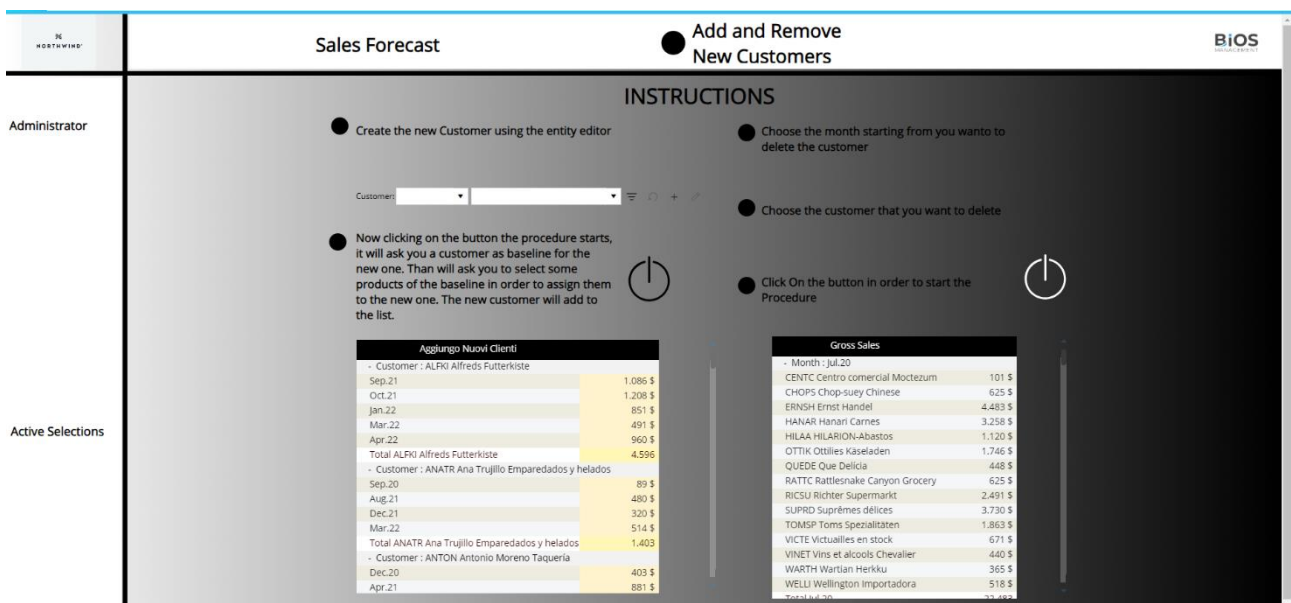 NORTHWIND
Sales Forecast
Add and Remove
New Customers
BiOS
MANAGEMENT
Administrator
Active Selections
INSTRUCTIONS
Create the new Customer using the entity editor
Customer:
Now clicking on the button the procedure starts,
it will ask you a customer as baseline for the
new one. Than will ask you to select some
products of the baseline in order to assign them
to the new one. The new customer will add to
the list.
Choose the month starting from you wanto to
delete the customer
Choose the customer that you want to delete
Click On the button in order to start the
Procedure
Aggiungo Nuovi Clienti
- Customer : ALFKI Alfreds Futterkiste
Sep.21 1.086 $
Oct.21 1.208 $
Jan.22 851 $
Mar.22 491 $
Apr.22 960 $
Total ALFKI Alfreds Futterkiste 4.596
- Customer : ANATR Ana Trujillo Emparedados y helados
Sep.20 89 $
Aug.21 480 $
Dec.21 320 $
Mar.22 514 $
Total ANATR Ana Trujillo Emparedados y helados 1.403
- Customer : ANTON Antonio Moreno Taquería
Dec.20 403 $
Apr.21 881 $
Gross Sales
- Month : Jul.20
CENTC Centro comercial Moctezum 101 $
CHOPS Chop-suey Chinese 625 $
ERNSH Ernst Handel 4.483 $
HANAR Hanari Carnes 3.258 $
HILAA HILARION-Abastos 1.120 $
OTTIK Ottilies Käseladen 1.746 $
QUEDE Que Delícia 448 $
RATTC Rattlesnake Canyon Grocery 625 $
RICSU Richter Supermarkt 2.491 $
SUPRD Suprêmes délices 3.730 $
TOMSP Toms Spezialitäten 1.863 $
VICTE Victuailles en stock 671 $
VINET Vins et alcools Chevalier 440 $
WARTH Wartian Herkku 365 $
WELLI Wellington Importadora 518 $
Total Jul.20 22.483